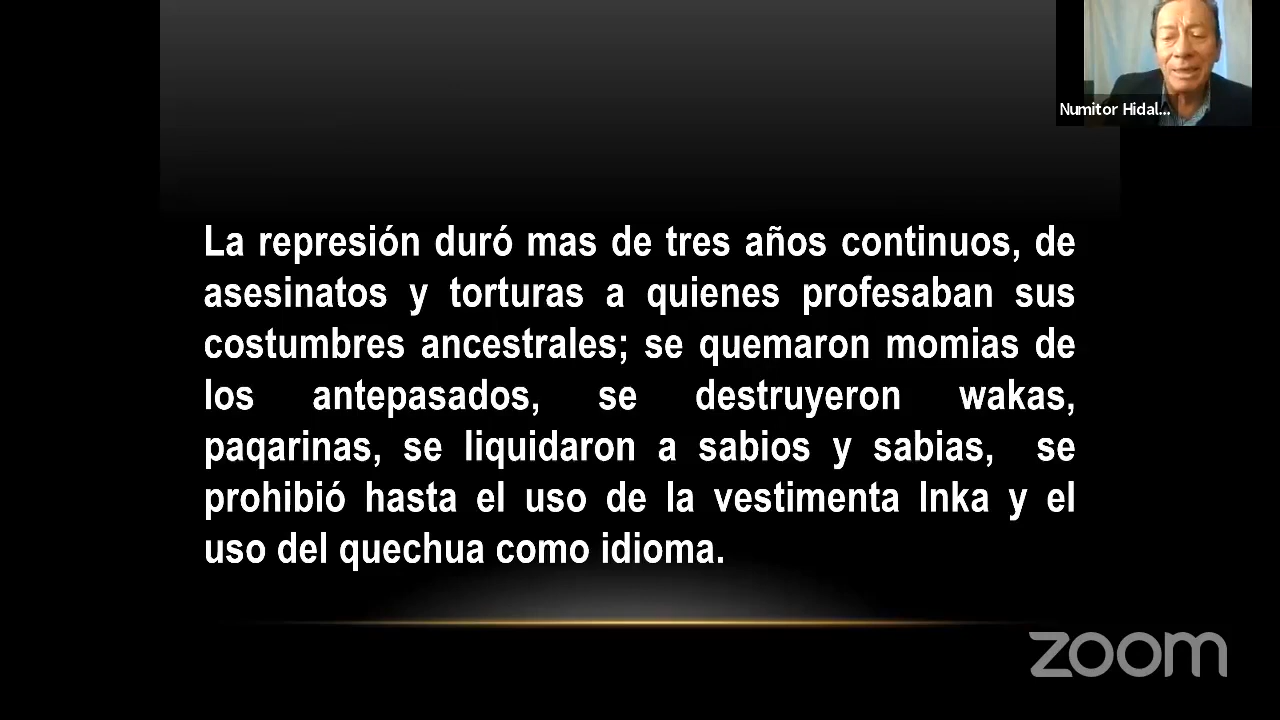 Numitor Hidal...
La represión duró mas de tres años continuos, de
asesinatos y torturas a quienes profesaban sus
costumbres ancestrales; se quemaron momias de
los antepasados, se destruyeron wakas,
paqarinas, se liquidaron a sabios y sabias, se
prohibió hasta el uso de la vestimenta Inka y el
uso del quechua como idioma.
zoom